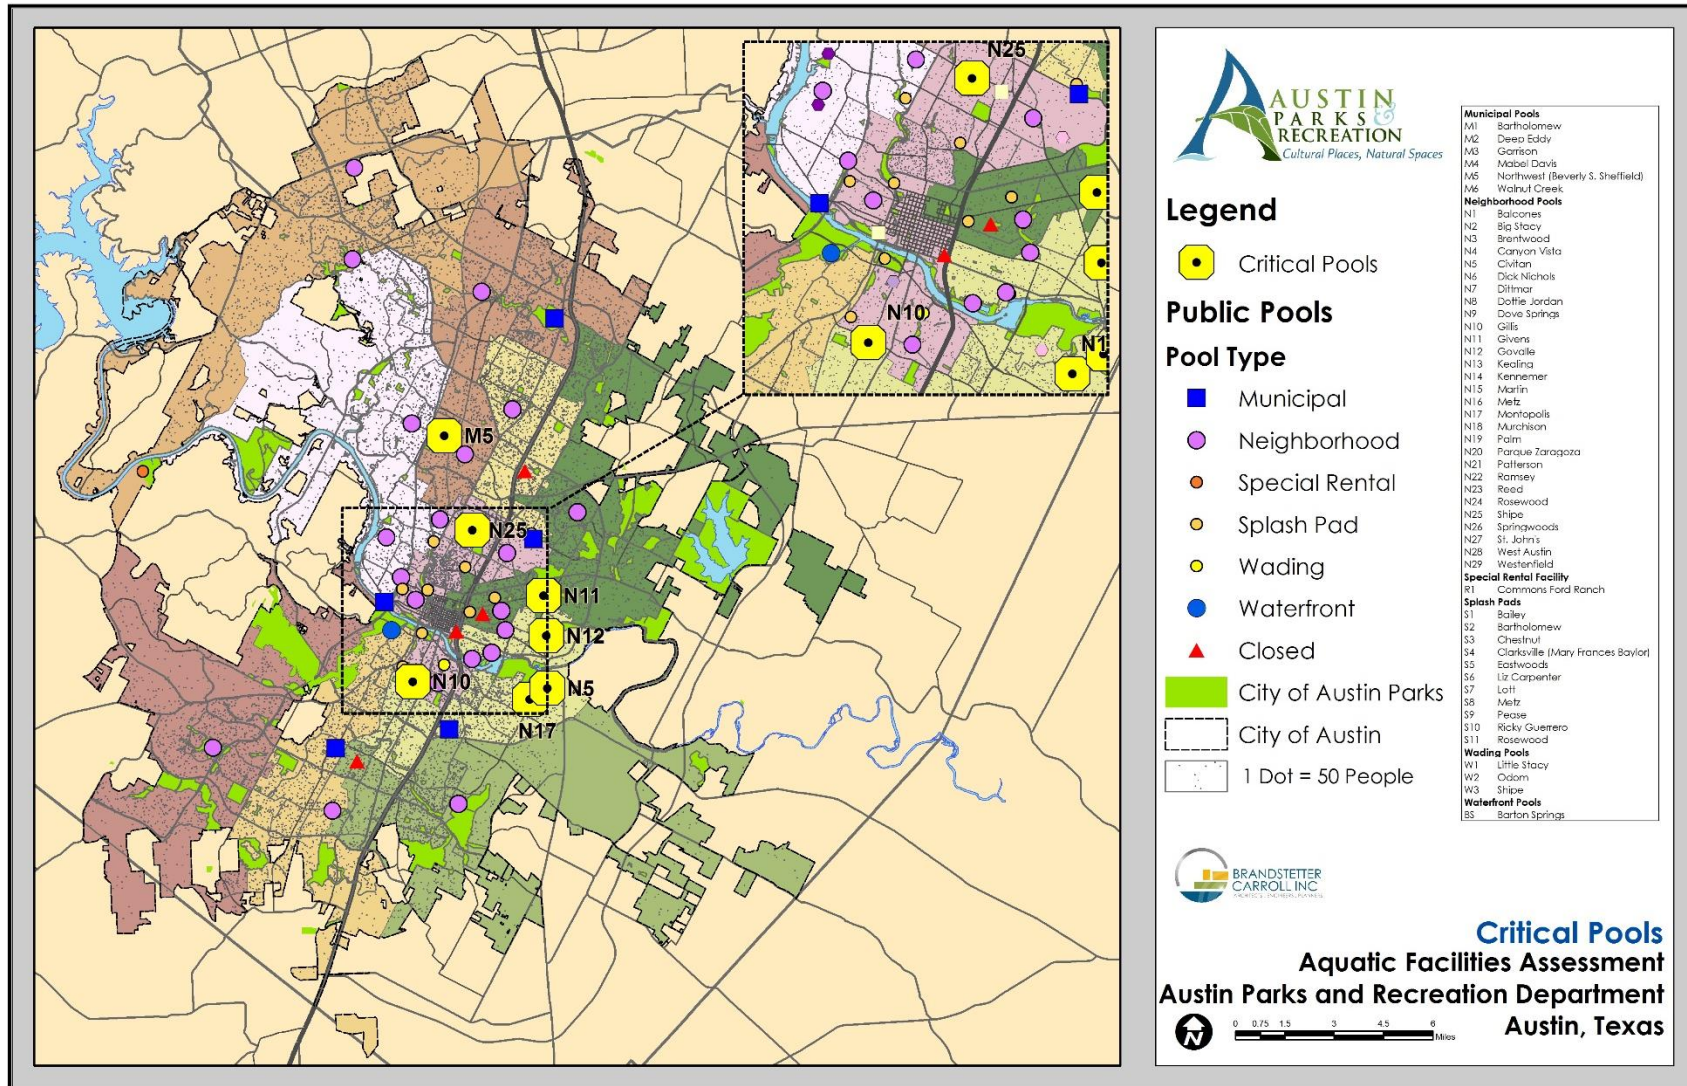 N25
N10
N1
M5
N25
N11
N12
N10
N5
N17
AUSTIN
PARKS &
RECREATION
Cultural Places, Natural Spaces
Legend
Critical Pools
Public Pools
Pool Type
Municipal
Neighborhood
Special Rental
Splash Pad
Wading
Waterfront
Closed
City of Austin Parks
City of Austin
1 Dot = 50 People
Municipal Pools
M1 Bartholomew
M2 Deep Eddy
M3 Garrison
M4 Mabel Davis
M5 Northwest (Beverly S. Sheffield)
M6 Walnut Creek
Neighborhood Pools
N1 Balcones
N2 Big Stacy
N3 Brentwood
N4 Canyon Vista
N5 Civitan
N6 Dick Nichols
N7 Dittmar
N8 Dottie Jordan
N9 Dove Springs
N10 Gillis
N11 Givens
N12 Govalle
N13 Kealing
N14 Kennemer
N15 Martin
N16 Metz
N17 Montopolis
N18 Murchison
N19 Palm
N20 Parque Zaragoza
N21 Patterson
N22 Ramsey
N23 Reed
N24 Rosewood
N25 Shipe
N26 Springwoods
N27 St. John's
N28 West Austin
N29 Westenfield
Special Rental Facility
R1 Commons Ford Ranch
Splash Pads
S1 Bailey
S2 Bartholomew
S3 Chestnut
S4 Clarksville (Mary Frances Baylor)
S5 Eastwoods
S6 Liz Carpenter
S7 Lott
S8 Metz
S9 Pease
S10 Ricky Guerrero
S11 Rosewood
Wading Pools
W1 Little Stacy
W2 Odom
W3 Shipe
Waterfront Pools
BS Barton Springs
BRANDSTETTER
CARROLL INC
ARCHITECTS . ENGINEERS . PLANNERS
Critical Pools
Aquatic Facilities Assessment
Austin Parks and Recreation Department
Austin, Texas
N
0 0.75 1.5 3 4.5 6
Miles